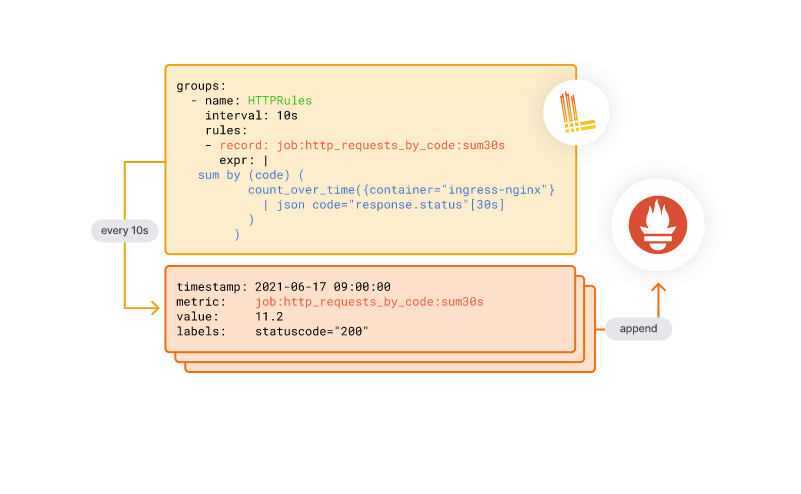 groups:
- name: HTTPRules
interval: 10s
rules:
- record: job:http_requests_by_code:sum30s
expr: |
sum by (code) (
count_over_time({container="ingress-nginx"}
| json code="response.status"[30s]
)
)
every 10s
timestamp: 2021-06-17 09:00:00
metric: job:http_requests_by_code:sum30s
value: 11.2
labels: statuscode="200"
append